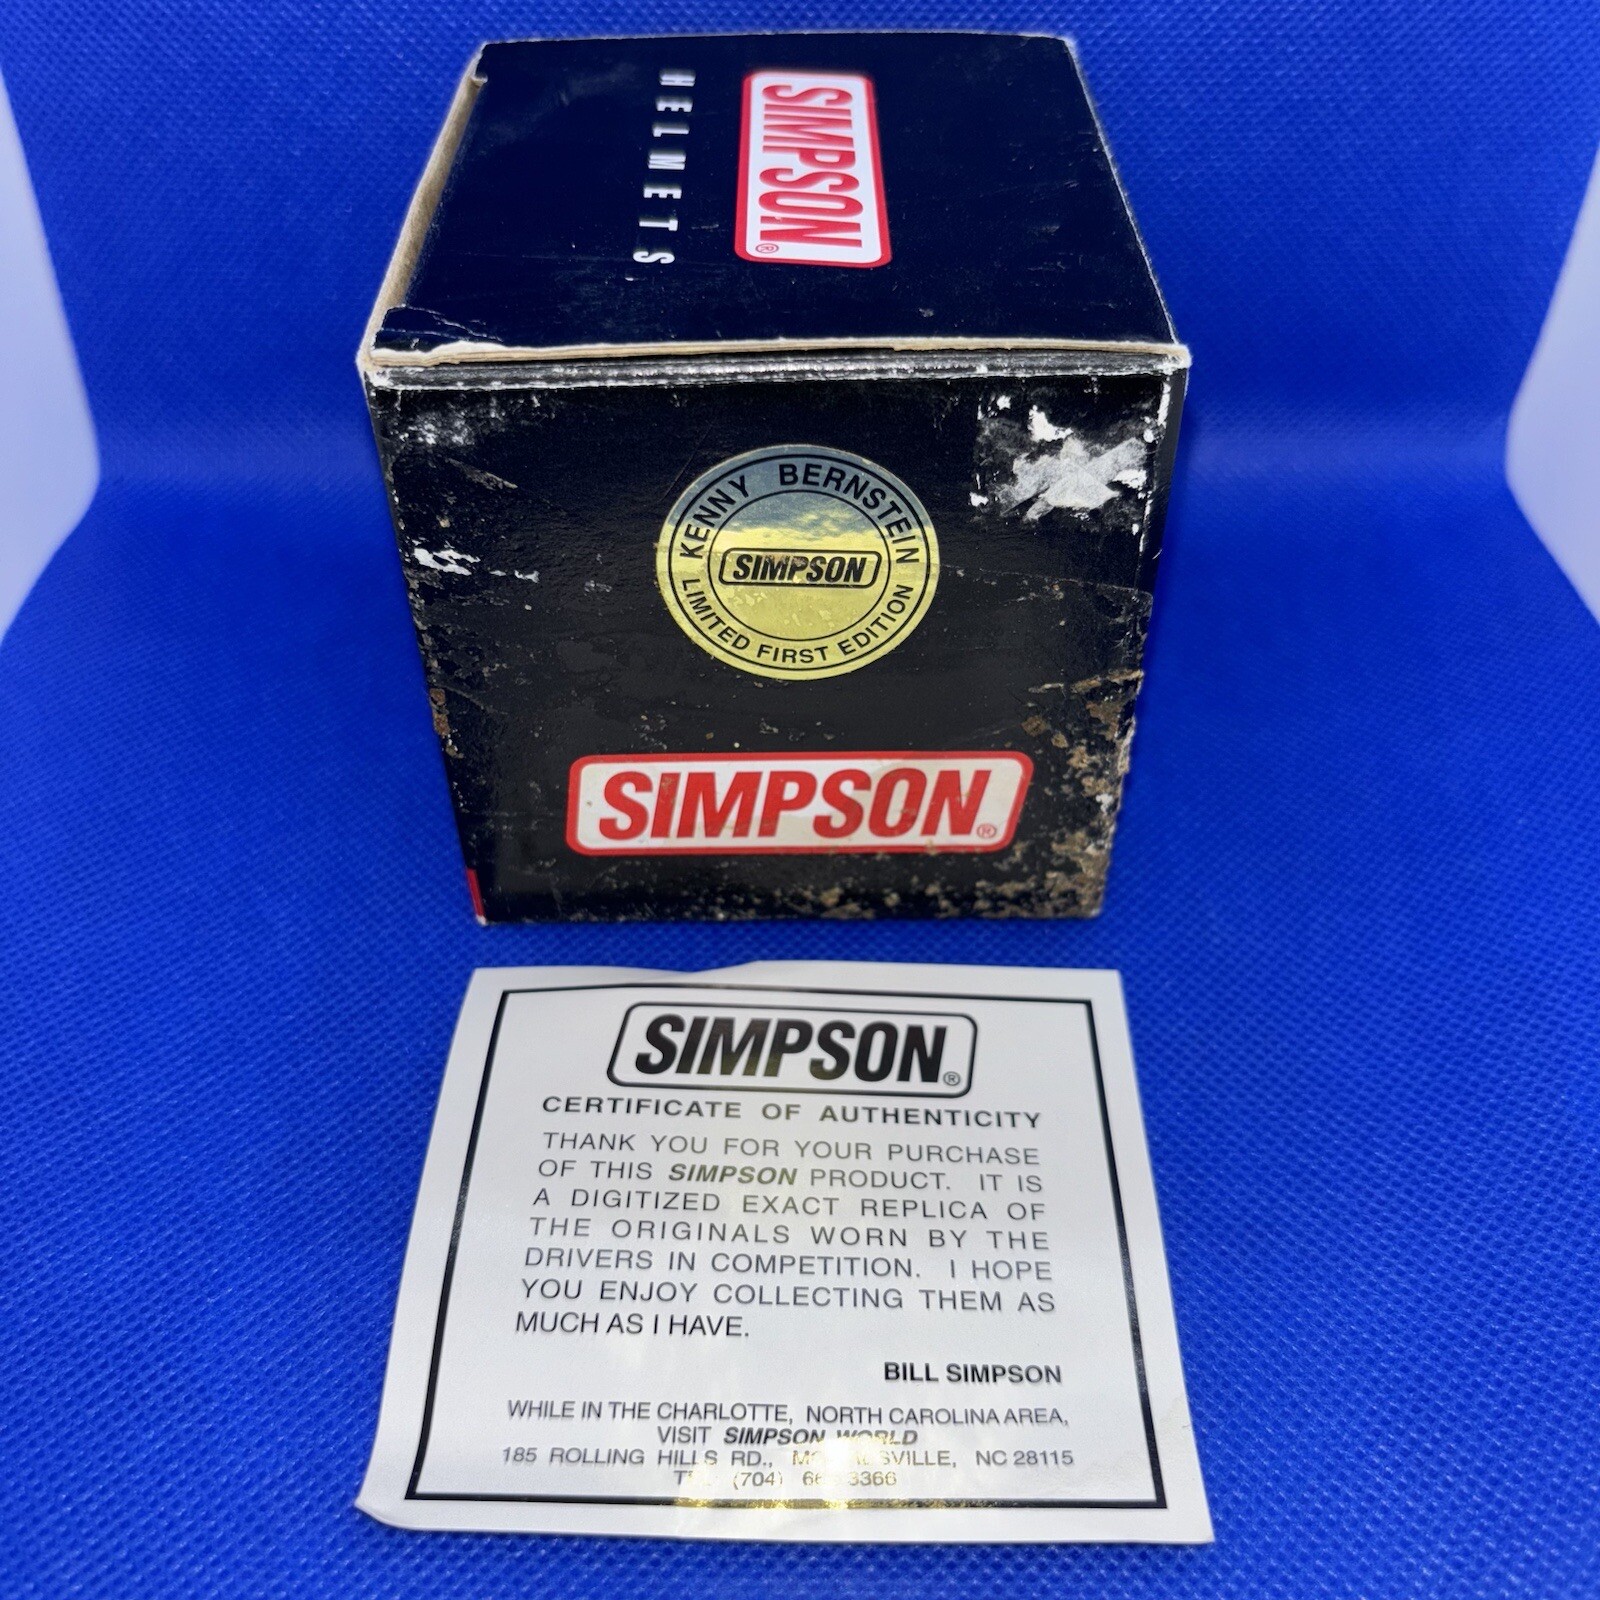 SIMPSON®
HELMETS
KENNY BERNSTEIN
SIMPSON
LIMITED FIRST EDITION
SIMPSON®
SIMPSON®
CERTIFICATE OF AUTHENTICITY
THANK YOU FOR YOUR PURCHASE
OF THIS SIMPSON PRODUCT. IT IS
A DIGITIZED EXACT REPLICA OF
THE ORIGINALS WORN BY THE
DRIVERS IN COMPETITION. I HOPE
YOU ENJOY COLLECTING THEM AS
MUCH AS I HAVE.
BILL SIMPSON
WHILE IN THE CHARLOTTE, NORTH CAROLINA AREA,
VISIT SIMPSON WORLD
185 ROLLING HILLS RD., NC 28115
(704) 3366